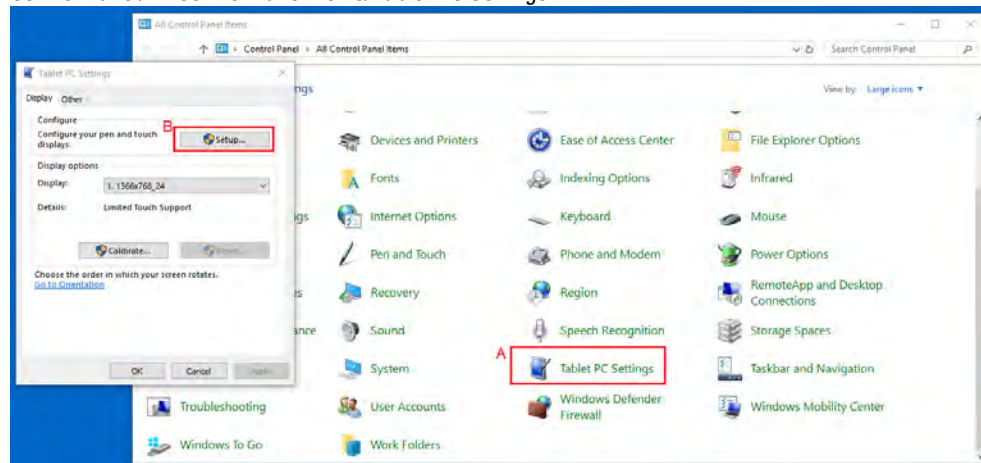 All Control Panel Items
Control Panel > All Control Panel Items
Search Control Panel
Tablet PC Settings
ngs
View by: Large icons
Display Other
Configure
Configure your pen and touch
displays.
B
Setup...
Display options
Display: 1. 1366x768_24
Details: Limited Touch Support
Calibrate...
Choose the order in which your screen rotates.
Go to Orientation
OK Cancel Apply
Devices and Printers
Ease of Access Center
File Explorer Options
Fonts
Indexing Options
Infrared
gs
Internet Options
Keyboard
Mouse
Pen and Touch
Phone and Modem
Power Options
es
Recovery
Region
RemoteApp and Desktop
Connections
ance
Sound
Speech Recognition
Storage Spaces
System
A
Tablet PC Settings
Taskbar and Navigation
Troubleshooting
User Accounts
Windows Defender
Firewall
Windows Mobility Center
Windows To Go
Work Folders